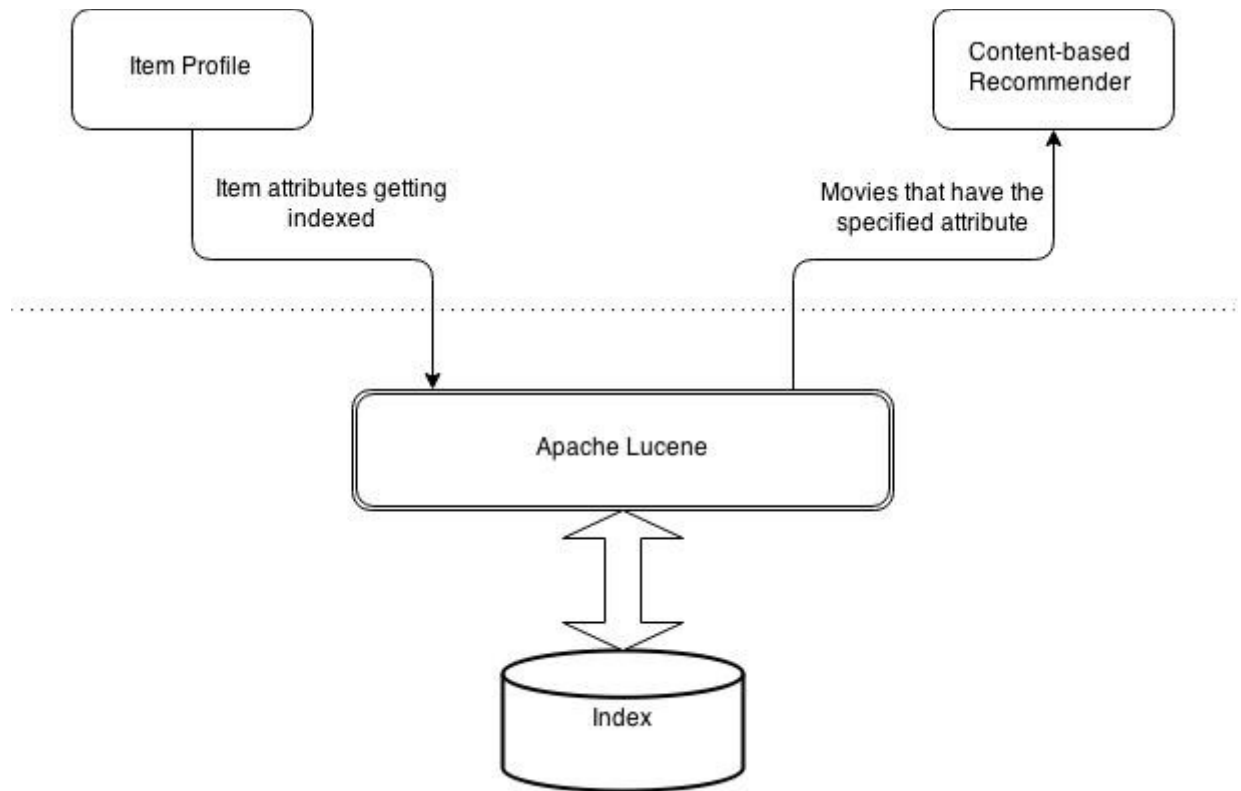 Item Profile
Content-based
Recommender
Item attributes getting
indexed
Movies that have the
specified attribute
Apache Lucene
Index